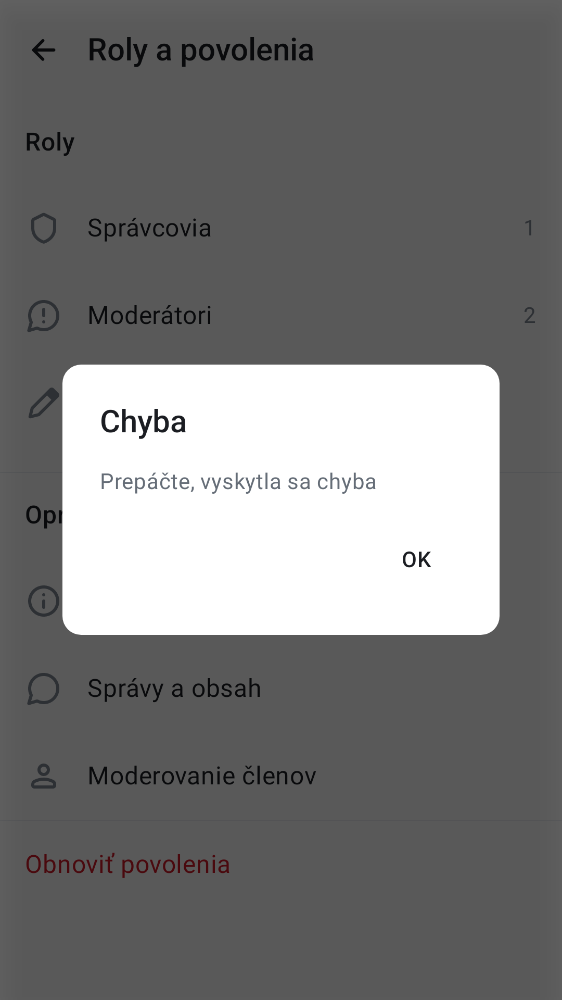 Roly a povolenia
Roly
Správcovia 1
Moderátori 2
Chyba
Prepáčte, vyskytla sa chyba
OK
Správy a obsah
Moderovanie členov
Obnoviť povolenia